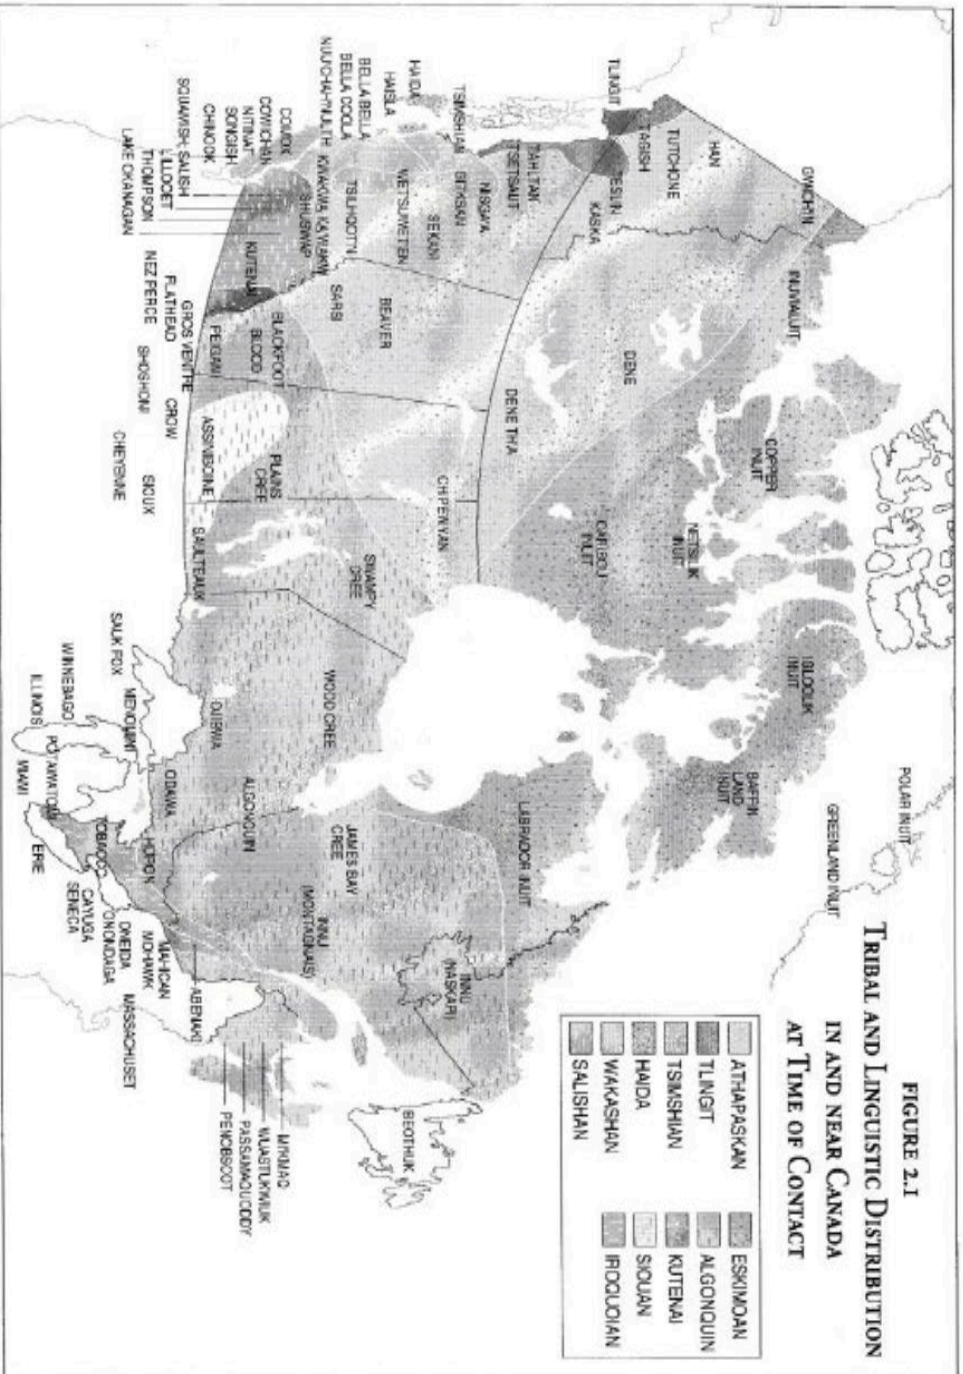 FIGURE 2.1
TRIBAL AND LINGUISTIC DISTRIBUTION
IN AND NEAR CANADA
AT TIME OF CONTACT
ATHAPASKAN
TLINGIT
TSIMSHIAN
HAIDA
WAKASHAN
SALISHAN
ESKIMOAN
ALGONQUIN
KUTENAI
SIOUAN
IROQUOIAN
POLAR INUIT
GREENLAND INUIT
IGLOOLIK
INUIT
BAFFIN
LAND
INUIT
GWICH'IN
INUVIALUIT
COPPER
INUIT
NETSILIK
INUIT
CARIBOU
INUIT
LABRADOR INUIT
HAN
TUTCHONE
TAGISH
TLINGIT
KASKA
DENE
DENE THA
TAHLTAN
TSETSAUT
NISGA'A
GITKSAN
TSIMSHIAN
HAIDA
HAISLA
BELLA BELLA
BELLA COOLA
NUU'CHAH'NULTH
WETSUWET'EN
SEKANI
BEAVER
CHIPEWYAN
TSILHQOT'N
SARSI
SHUSWAP
COMOX
COWICHAN
NITINAT
SONGISH
CHINOOK
SQUAMISH, SALISH
LILLOOET
THOMPSON
LAKE OKANAGAN
KUTENAI
BLACKFOOT
BLOOD
PEIGAN
GROS VENTRE
FLATHEAD
NEZ PERCE
SHOSHONI
CROW
CHEYENNE
SIOUX
ASSINIBOINE
PLAINS
CREE
SAULTEAUX
SWAMPY
CREE
WOOD CREE
OJIBWA
JAMES BAY
CREE
INNU
(MONTAGNAIS)
INNU
(NASKAPI)
BEOTHUK
ALGONQUIN
ODAWA
HURON
TOBACCO
ERIE
SAUK FOX
MENOMINI
WINNEBAGO
ILLINOIS
POTAWATOMI
MIAMI
CAYUGA
SENECA
ONONDAGA
ONEIDA
MOHAWK
MAHICAN
MASSACHUSET
ABENAKI
MI'KMAQ
WUASTUKWIUK
PASSAMAQUODDY
PENOBSCOT